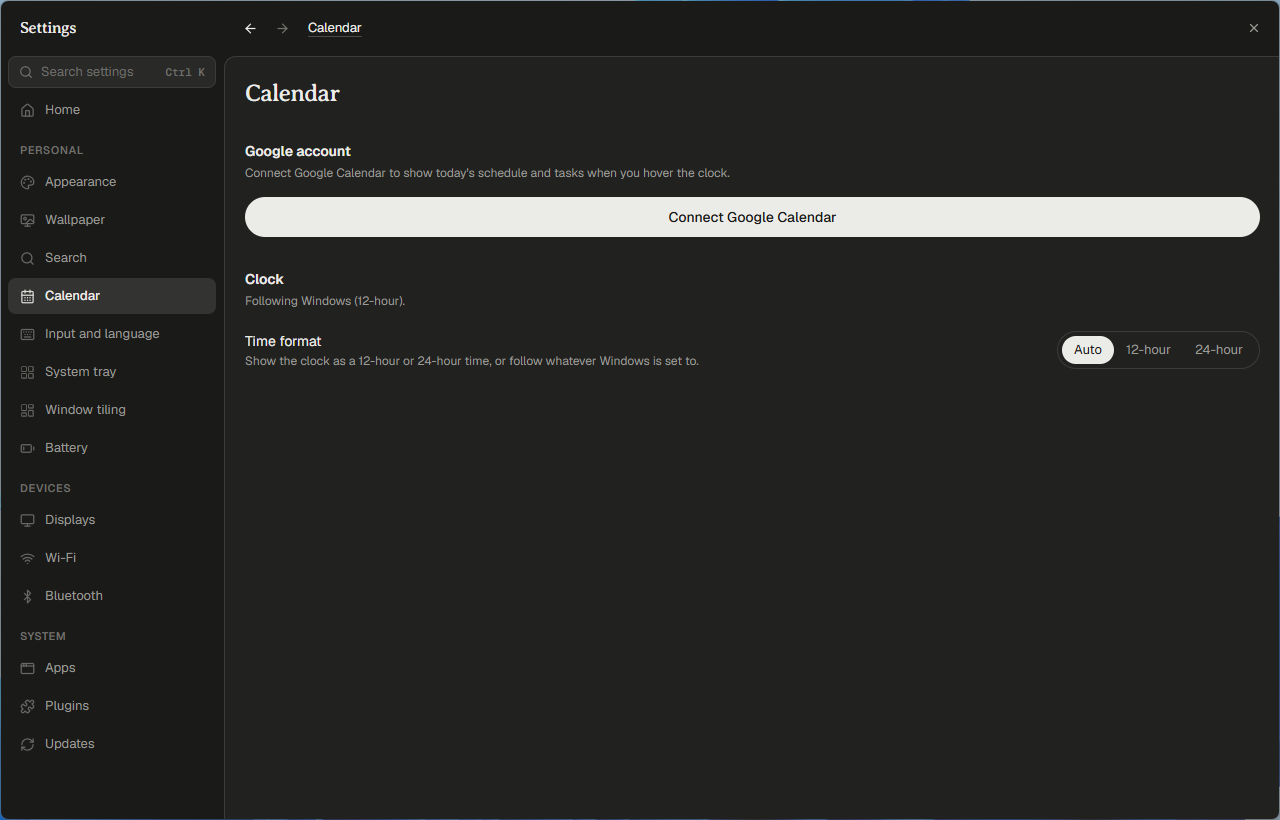 Settings
Calendar
Search settings Ctrl K
Home
PERSONAL
Appearance
Wallpaper
Search
Calendar
Input and language
System tray
Window tiling
Battery
DEVICES
Displays
Wi-Fi
Bluetooth
SYSTEM
Apps
Plugins
Updates
Calendar
Google account
Connect Google Calendar to show today's schedule and tasks when you hover the clock.
Connect Google Calendar
Clock
Following Windows (12-hour).
Time format
Show the clock as a 12-hour or 24-hour time, or follow whatever Windows is set to.
Auto 12-hour 24-hour